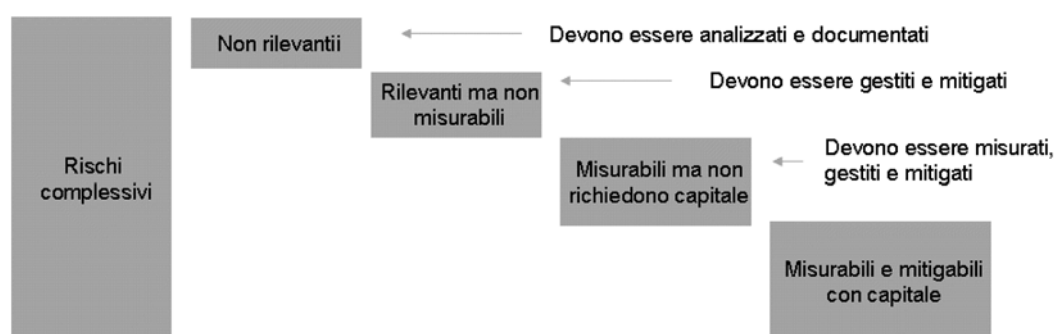 Non rilevantii
Devono essere analizzati e documentati
Rilevanti ma non
misurabili
Devono essere gestiti e mitigati
Rischi
complessivi
Misurabili ma non
richiedono capitale
Devono essere misurati,
gestiti e mitigati
Misurabili e mitigabili
con capitale